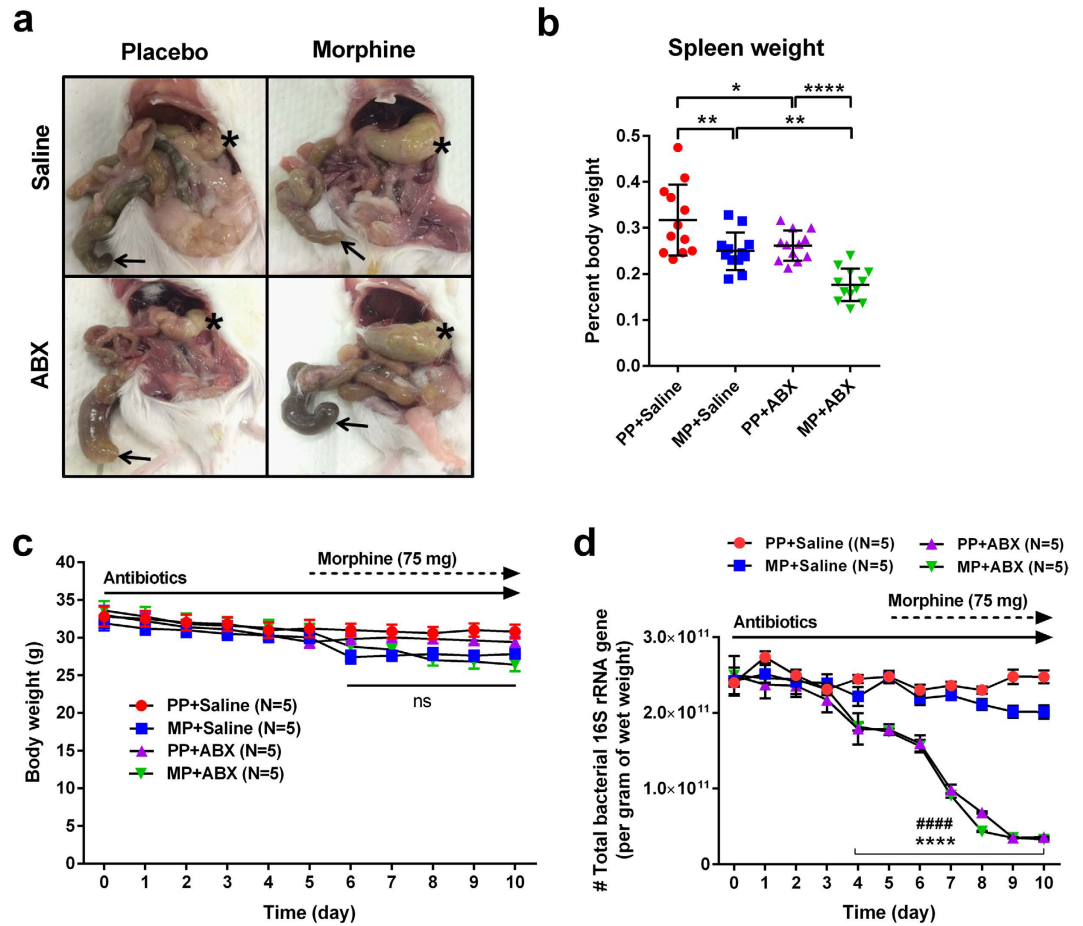 a
Placebo
Morphine
Saline
ABX
*
*
*
*
b
Spleen weight
* ****
** **
Percent body weight
0.5
0.4
0.3
0.2
0.1
0.0
PP+Saline
MP+Saline
PP+ABX
MP+ABX
c
Morphine (75 mg)
Antibiotics
Body weight (g)
40
35
30
25
20
15
10
5
0
ns
PP+Saline (N=5)
MP+Saline (N=5)
PP+ABX (N=5)
MP+ABX (N=5)
0 1 2 3 4 5 6 7 8 9 10
Time (day)
d
PP+Saline ((N=5)
PP+ABX (N=5)
MP+Saline (N=5)
MP+ABX (N=5)
Morphine (75 mg)
Antibiotics
# Total bacterial 16S rRNA gene
(per gram of wet weight)
3.0×10¹¹
2.0×10¹¹
1.0×10¹¹
0
####
****
0 1 2 3 4 5 6 7 8 9 10
Time (day)